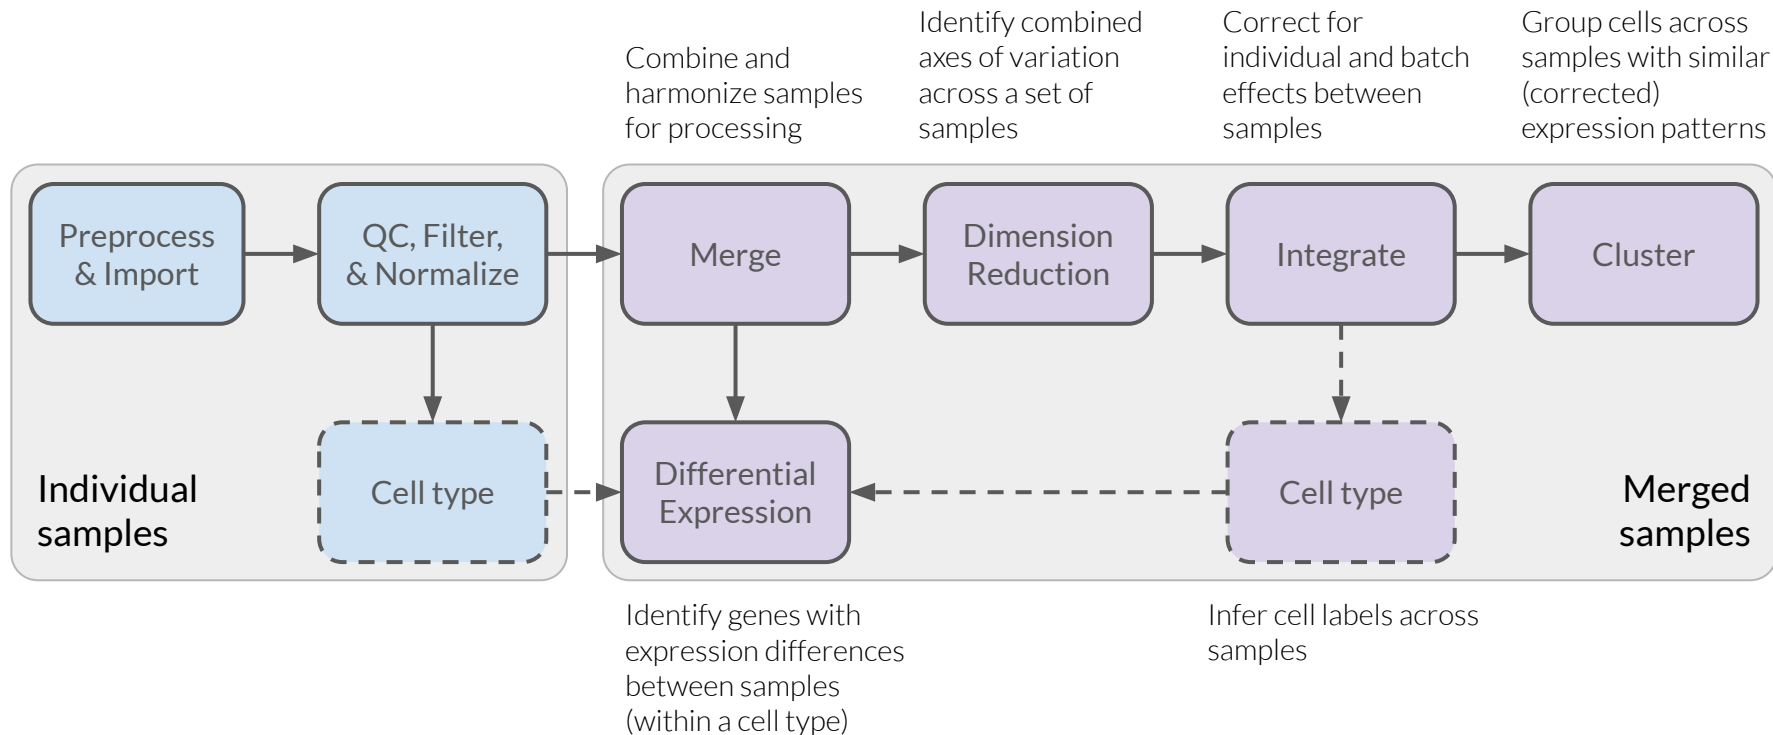 Combine and
harmonize samples
for processing
Identify combined
axes of variation
across a set of
samples
Correct for
individual and batch
effects between
samples
Group cells across
samples with similar
(corrected)
expression patterns
Preprocess
& Import
QC, Filter,
& Normalize
Merge
Dimension
Reduction
Integrate
Cluster
Individual
samples
Cell type
Differential
Expression
Cell type
Merged
samples
Identify genes with
expression differences
between samples
(within a cell type)
Infer cell labels across
samples